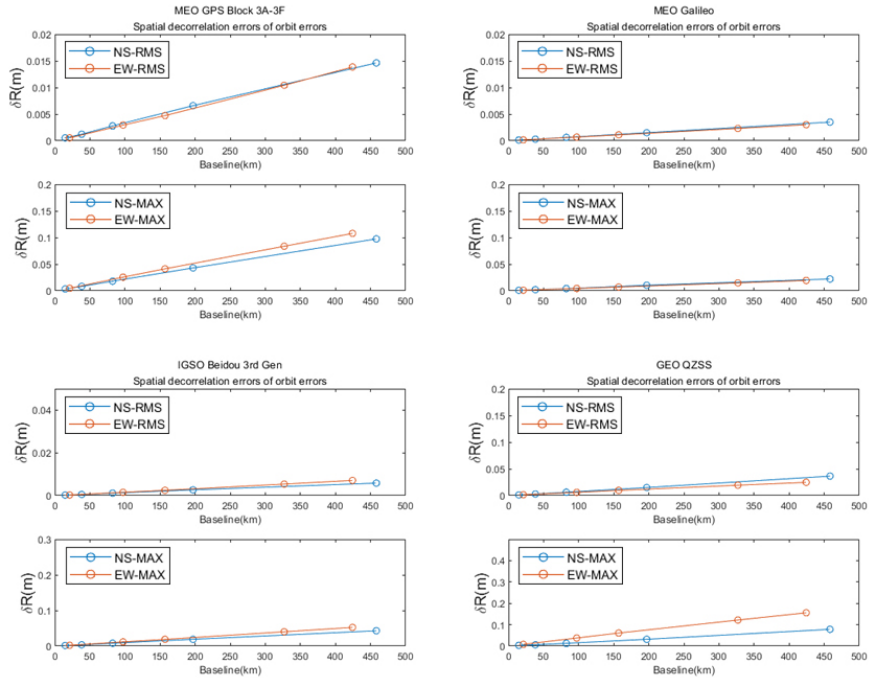 MEO GPS Block 3A-3F
Spatial decorrelation errors of orbit errors
0.02
0.015
0.01
0.005
0
δR(m)
NS-RMS
EW-RMS
0 50 100 150 200 250 300 350 400 450 500
Baseline(km)
0.2
0.15
0.1
0.05
0
δR(m)
NS-MAX
EW-MAX
0 50 100 150 200 250 300 350 400 450 500
Baseline(km)
MEO Galileo
Spatial decorrelation errors of orbit errors
0.02
0.015
0.01
0.005
0
δR(m)
NS-RMS
EW-RMS
0 50 100 150 200 250 300 350 400 450 500
Baseline(km)
0.2
0.15
0.1
0.05
0
δR(m)
NS-MAX
EW-MAX
0 50 100 150 200 250 300 350 400 450 500
Baseline(km)
IGSO Beidou 3rd Gen
Spatial decorrelation errors of orbit errors
0.04
0.02
0
δR(m)
NS-RMS
EW-RMS
0 50 100 150 200 250 300 350 400 450 500
Baseline(km)
0.3
0.2
0.1
0
δR(m)
NS-MAX
EW-MAX
0 50 100 150 200 250 300 350 400 450 500
Baseline(km)
GEO QZSS
Spatial decorrelation errors of orbit errors
0.2
0.15
0.1
0.05
0
δR(m)
NS-RMS
EW-RMS
0 50 100 150 200 250 300 350 400 450 500
Baseline(km)
0.4
0.3
0.2
0.1
0
δR(m)
NS-MAX
EW-MAX
0 50 100 150 200 250 300 350 400 450 500
Baseline(km)